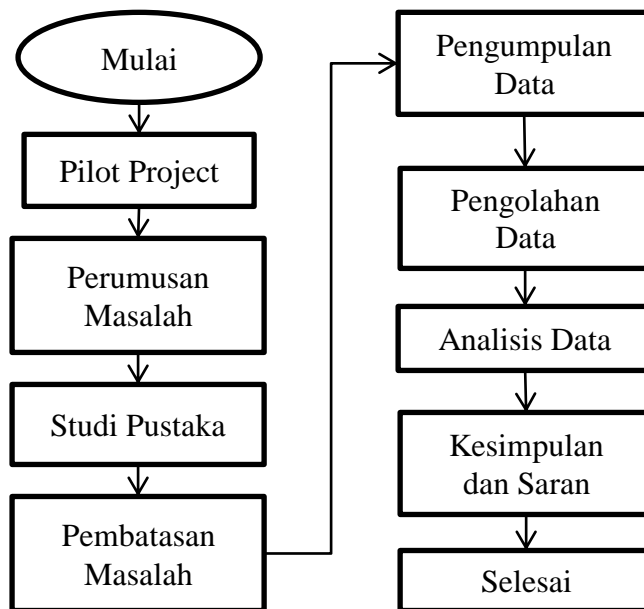 Mulai
Pilot Project
Perumusan
Masalah
Studi Pustaka
Pembatasan
Masalah
Pengumpulan
Data
Pengolahan
Data
Analisis Data
Kesimpulan
dan Saran
Selesai